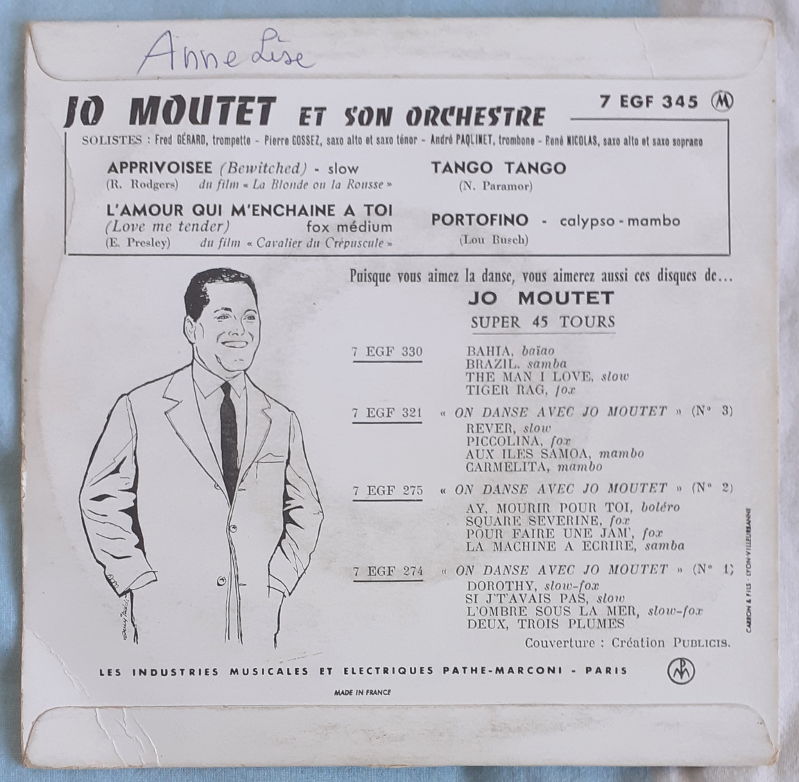 Anne Lise
JO MOUTET ET SON ORCHESTRE
7 EGF 345 M
SOLISTES : Fred GÉRARD, trompette - Pierre GOSSEZ, saxo alto et saxo ténor - André PAQUINET, trombone - René NICOLAS, saxo alto et saxo soprano
APPRIVOISEE (Bewitched) - slow
(R. Rodgers) du film « La Blonde ou la Rousse »
L'AMOUR QUI M'ENCHAINE A TOI
(Love me tender) fox médium
(E. Presley) du film « Cavalier du Crépuscule »
TANGO TANGO
(N. Paramor)
PORTOFINO - calypso-mambo
(Lou Busch)
Puisque vous aimez la danse, vous aimerez aussi ces disques de...
JO MOUTET
SUPER 45 TOURS
7 EGF 330
BAHIA, baïao
BRAZIL, samba
THE MAN I LOVE, slow
TIGER RAG, fox
7 EGF 321 « ON DANSE AVEC JO MOUTET » (N° 3)
REVER, slow
PICCOLINA, fox
AUX ILES SAMOA, mambo
CARMELITA, mambo
7 EGF 275 « ON DANSE AVEC JO MOUTET » (N° 2)
AY, MOURIR POUR TOI, boléro
SQUARE SEVERINE, fox
POUR FAIRE UNE JAM', fox
LA MACHINE A ECRIRE, samba
7 EGF 274 « ON DANSE AVEC JO MOUTET » (N° 1)
DOROTHY, slow-fox
SI J'T'AVAIS PAS, slow
L'OMBRE SOUS LA MER, slow-fox
DEUX, TROIS PLUMES
Couverture : Création PUBLICIS.
CARRON & FILS - LYON-VILLEURBANNE
LES INDUSTRIES MUSICALES ET ELECTRIQUES PATHE-MARCONI - PARIS
MADE IN FRANCE